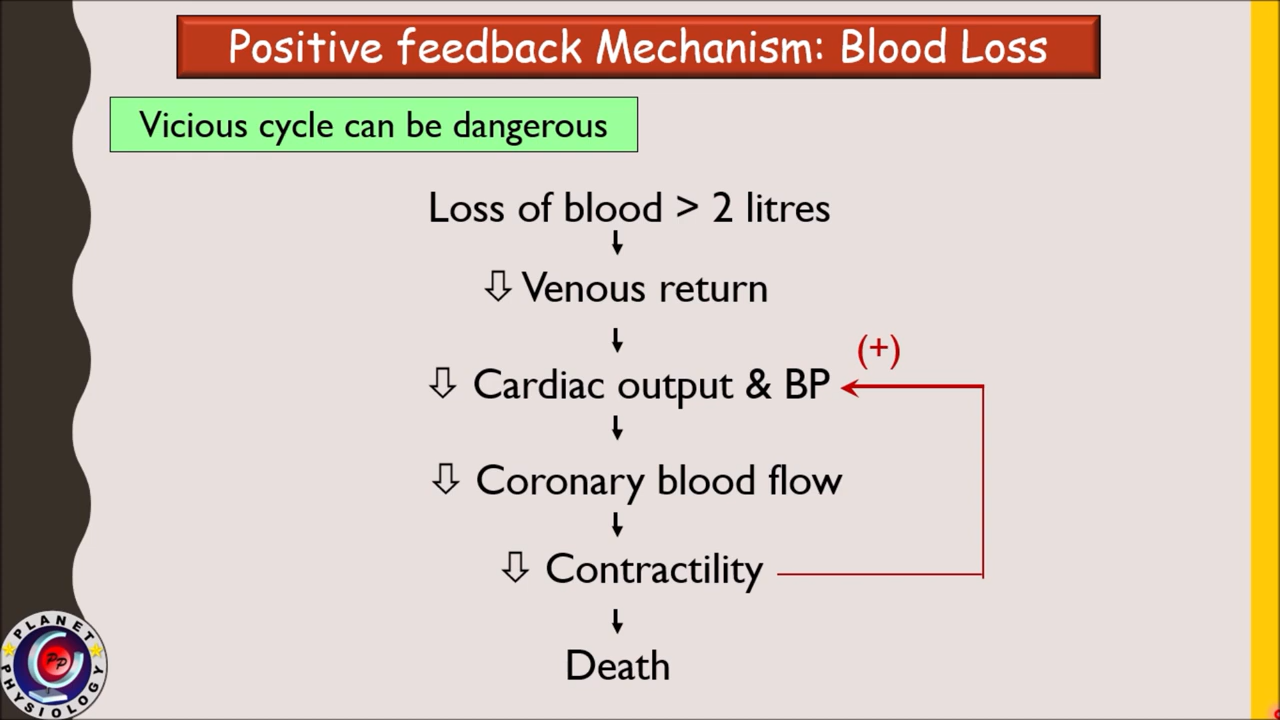 Positive feedback Mechanism: Blood Loss
Vicious cycle can be dangerous
Loss of blood > 2 litres
⇩ Venous return
(+)
⇩ Cardiac output & BP
⇩ Coronary blood flow
⇩ Contractility
Death
PLANET
PP
PHYSIOLOGY